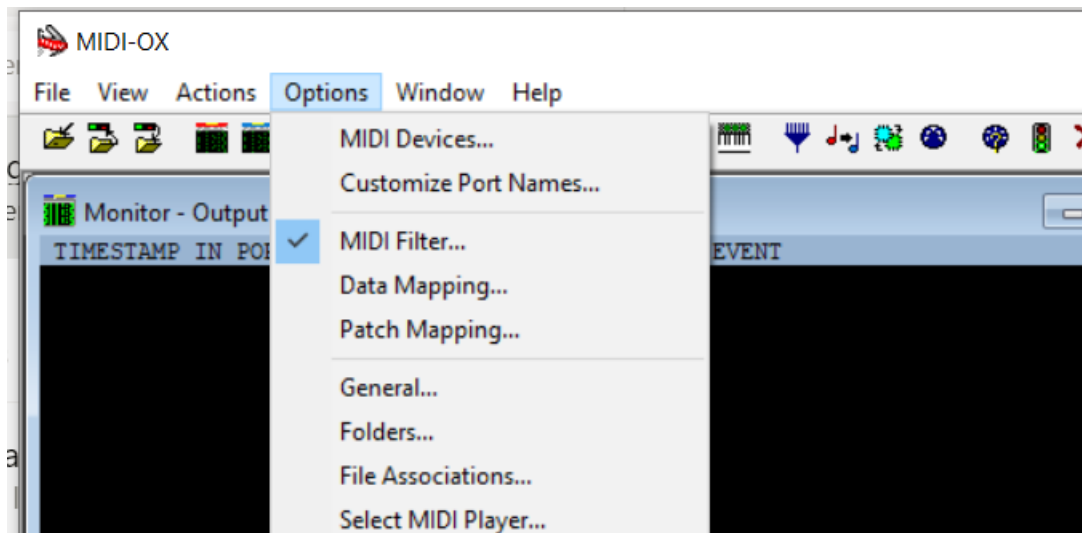 MIDI-OX
File View Actions Options Window Help
MIDI Devices...
Customize Port Names...
Monitor - Output
TIMESTAMP IN EVENT
MIDI Filter...
Data Mapping...
Patch Mapping...
General...
Folders...
File Associations...
Select MIDI Player...